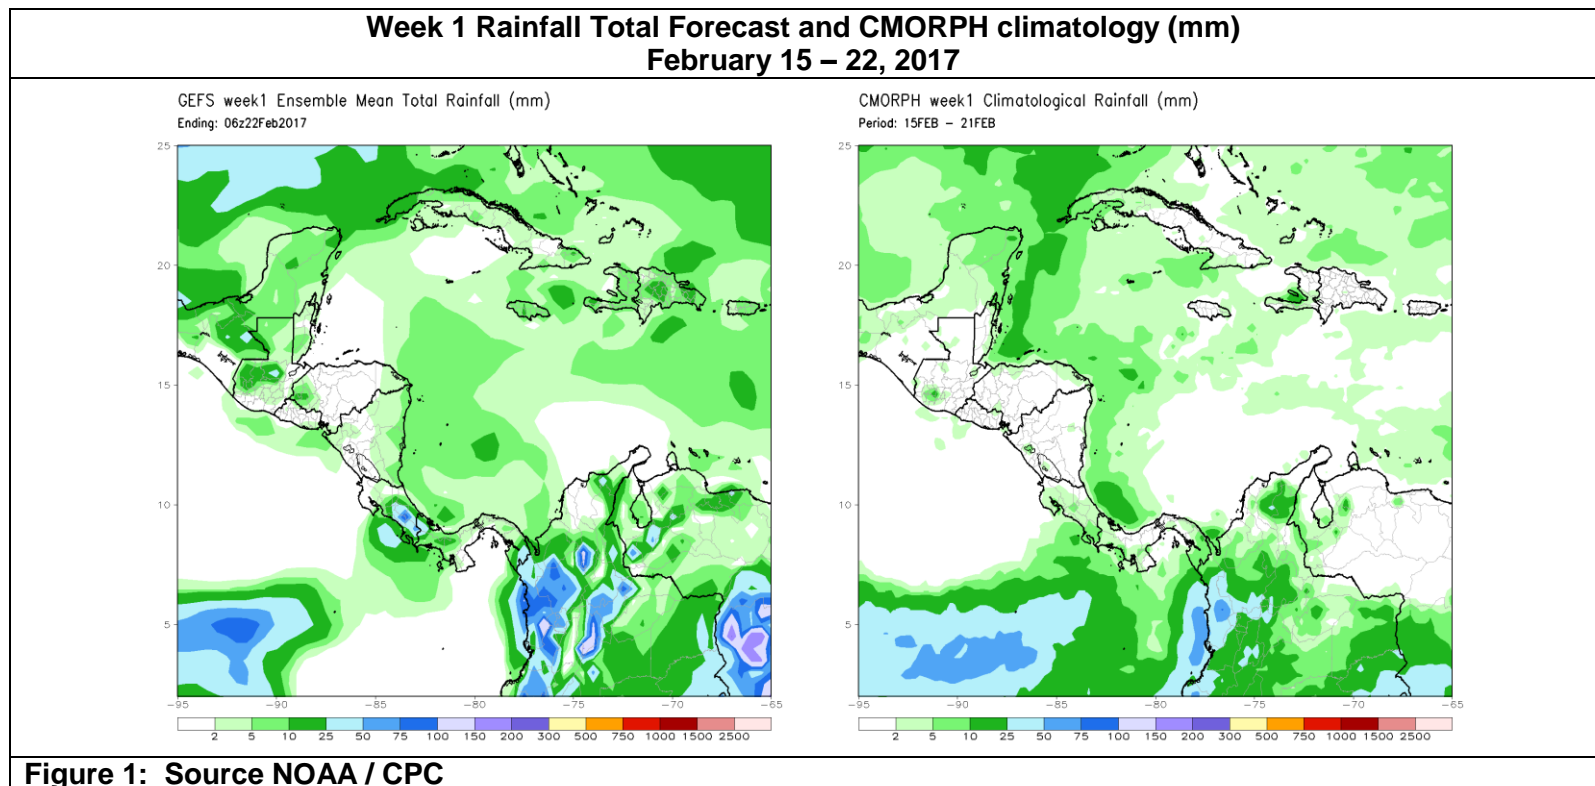 Week 1 Rainfall Total Forecast and CMORPH climatology (mm)
February 15 – 22, 2017
GEFS week1 Ensemble Mean Total Rainfall (mm)
Ending: 06z22Feb2017
25
20
15
10
5
-95 -90 -85 -80 -75 -70 -65
2 5 10 25 50 75 100 150 200 300 500 750 1000 1500 2500
CMORPH week1 Climatological Rainfall (mm)
Period: 15FEB – 21FEB
25
20
15
10
5
-95 -90 -85 -80 -75 -70 -65
2 5 10 25 50 75 100 150 200 300 500 750 1000 1500 2500
Figure 1: Source NOAA / CPC